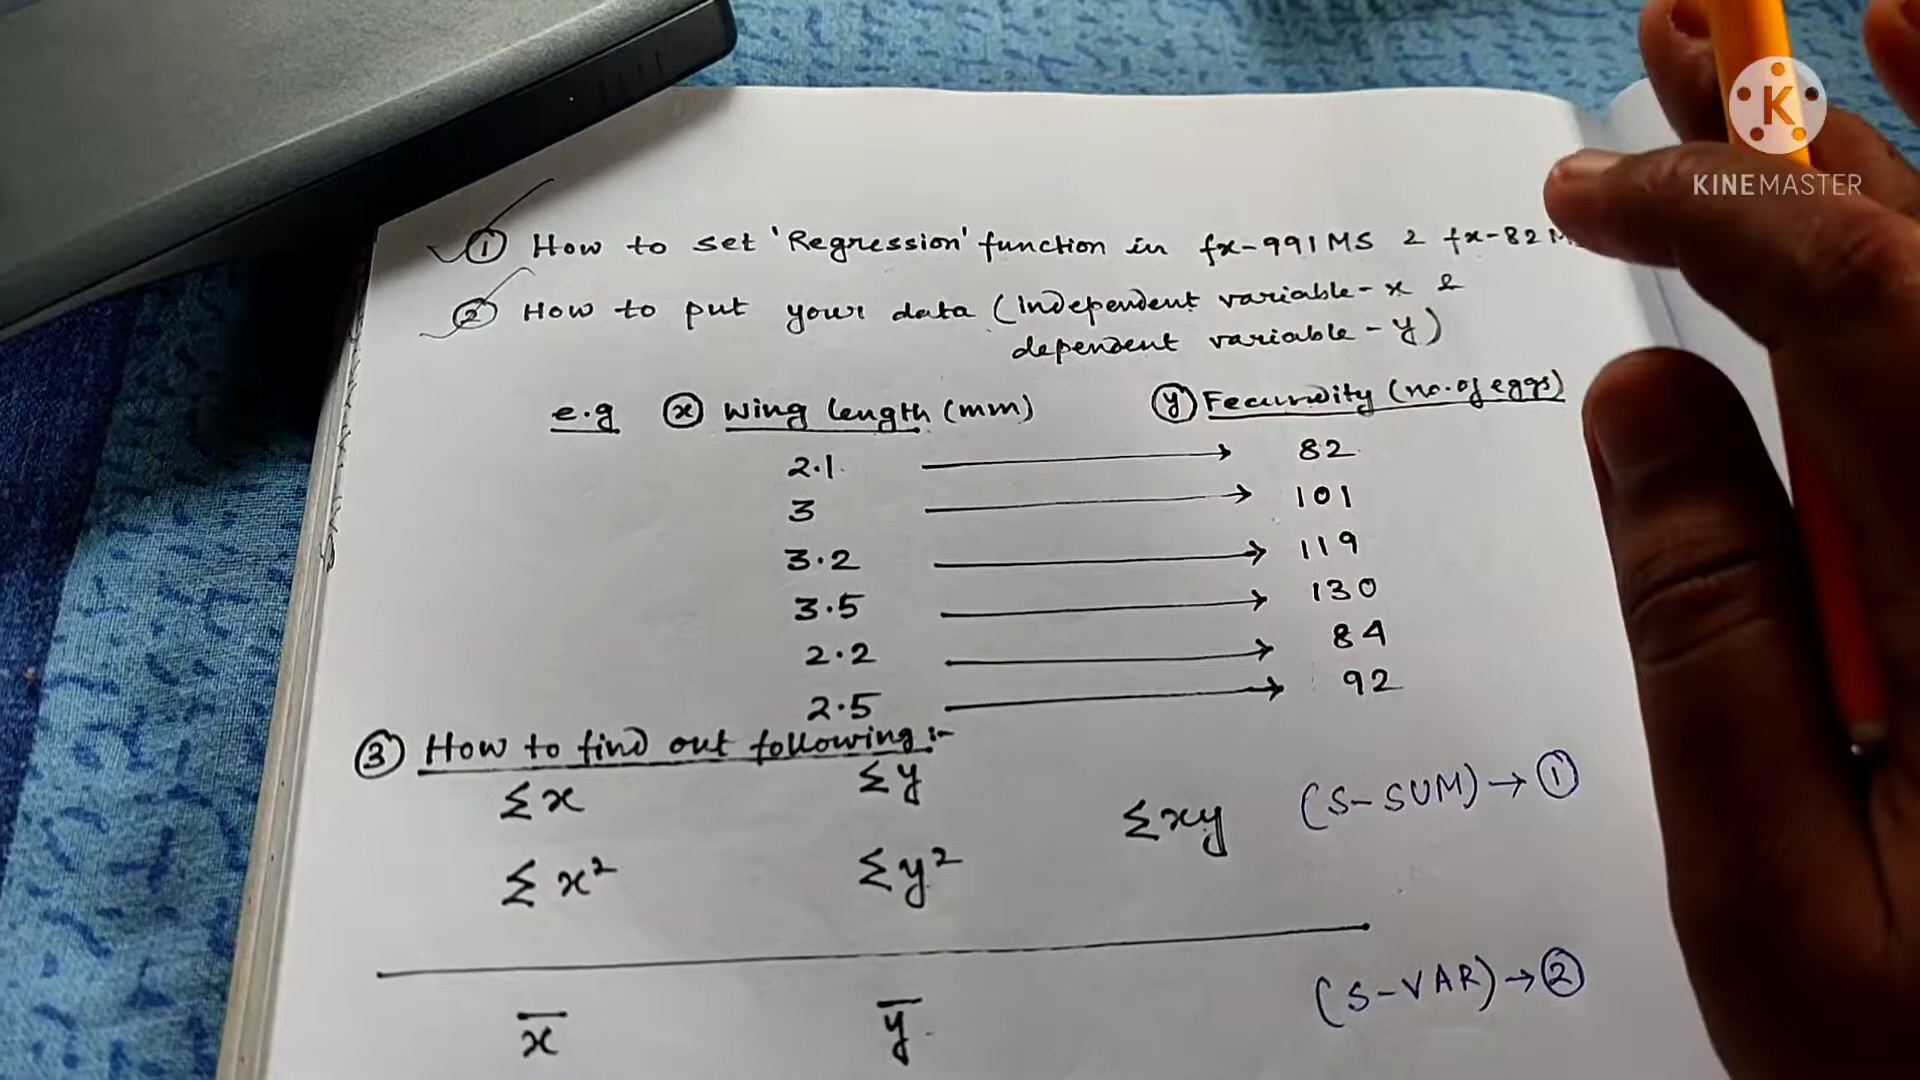 K
KINEMASTER
① How to set 'Regression' function in fx-991MS & fx-82M
② How to put your data (independent variable - x &
dependent variable - y)
e.g ⓧ Wing length (mm) ⓨ Fecundity (no. of eggs)
2.1 → 82
3 → 101
3.2 → 119
3.5 → 130
2.2 → 84
2.5 → 92
③ How to find out following :-
Σx Σy Σxy (S-SUM) → ①
Σx² Σy²
x̄ ȳ (S-VAR) → ②